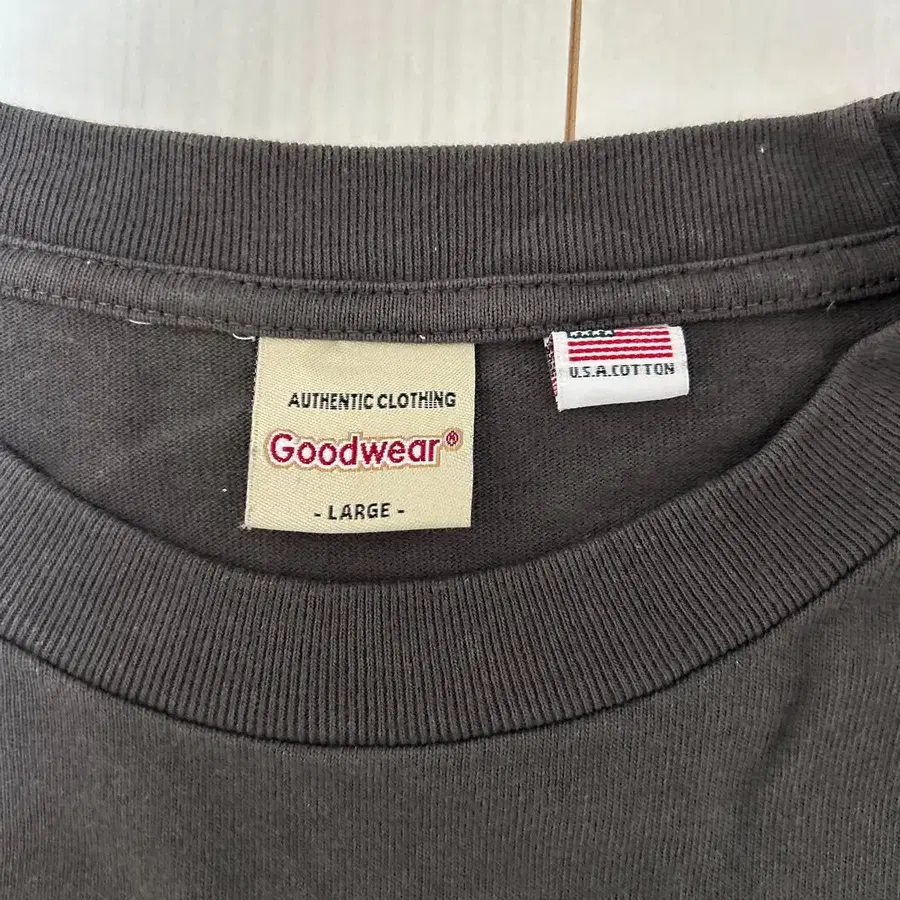 AUTHENTIC CLOTHING
Goodwear®
- LARGE -
U.S.A.COTTON